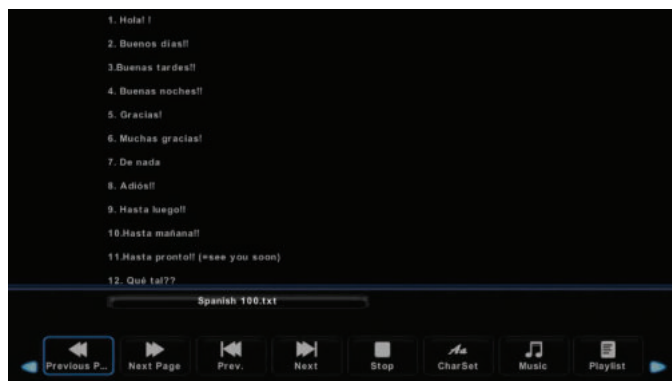 1. Hola! !
2. Buenos días!!
3.Buenas tardes!!
4. Buenas noches!!
5. Gracias!
6. Muchas gracias!
7. De nada
8. Adiós!!
9. Hasta luego!!
10.Hasta mañana!!
11.Hasta pronto!! (=see you soon)
12. Qué tal??
Spanish 100.txt
Previous P... Next Page Prev. Next Stop CharSet Music Playlist